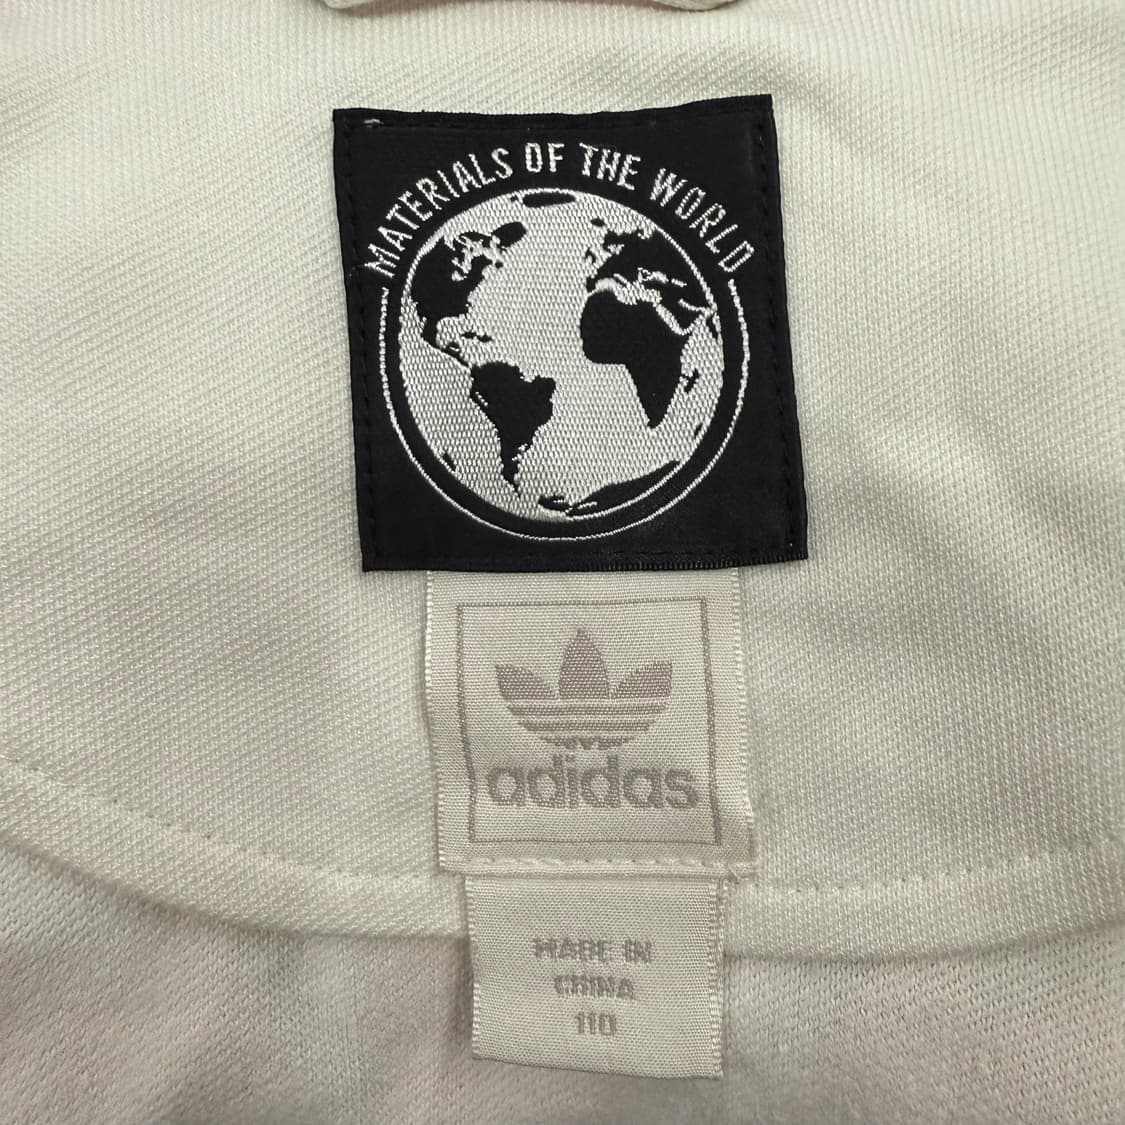 MATERIALS OF THE WORLD
adidas
MADE IN
CHINA
110